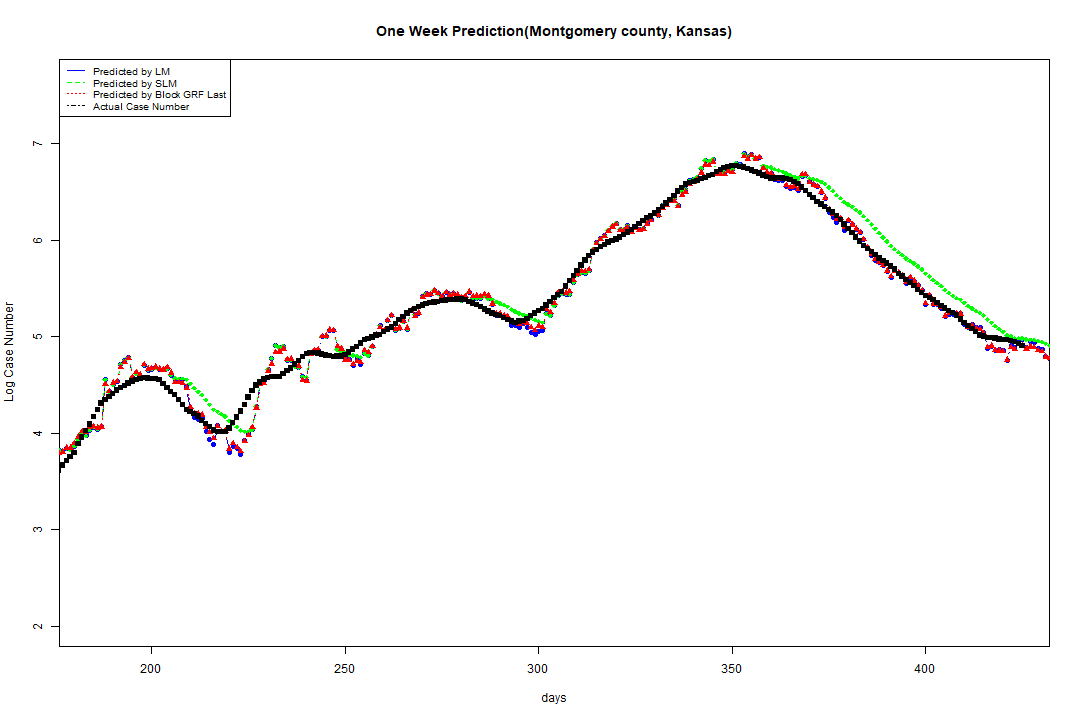 One Week Prediction(Montgomery county, Kansas)
Predicted by LM
Predicted by SLM
Predicted by Block GRF Last
Actual Case Number
7
6
5
4
3
2
Log Case Number
200 250 300 350 400
days